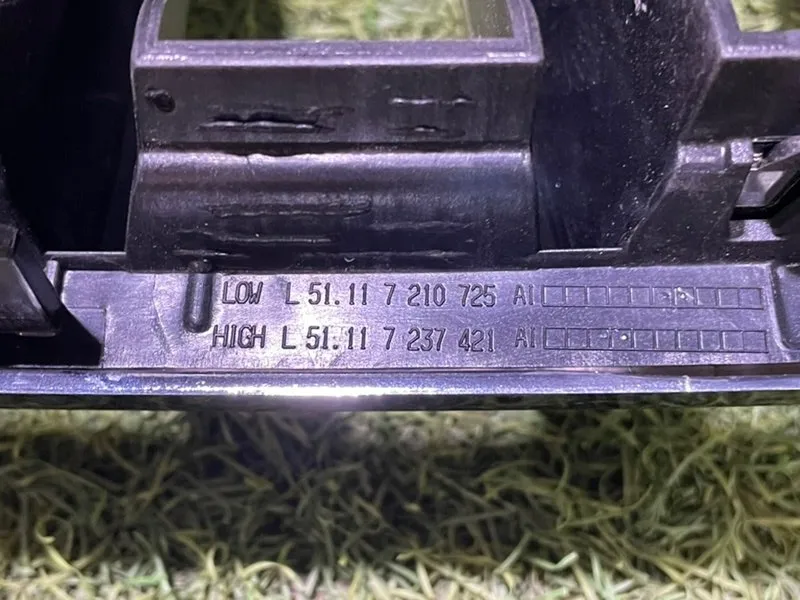 LOW L 51.11 7 210 725 AI
HIGH L 51.11 7 237 421 AI